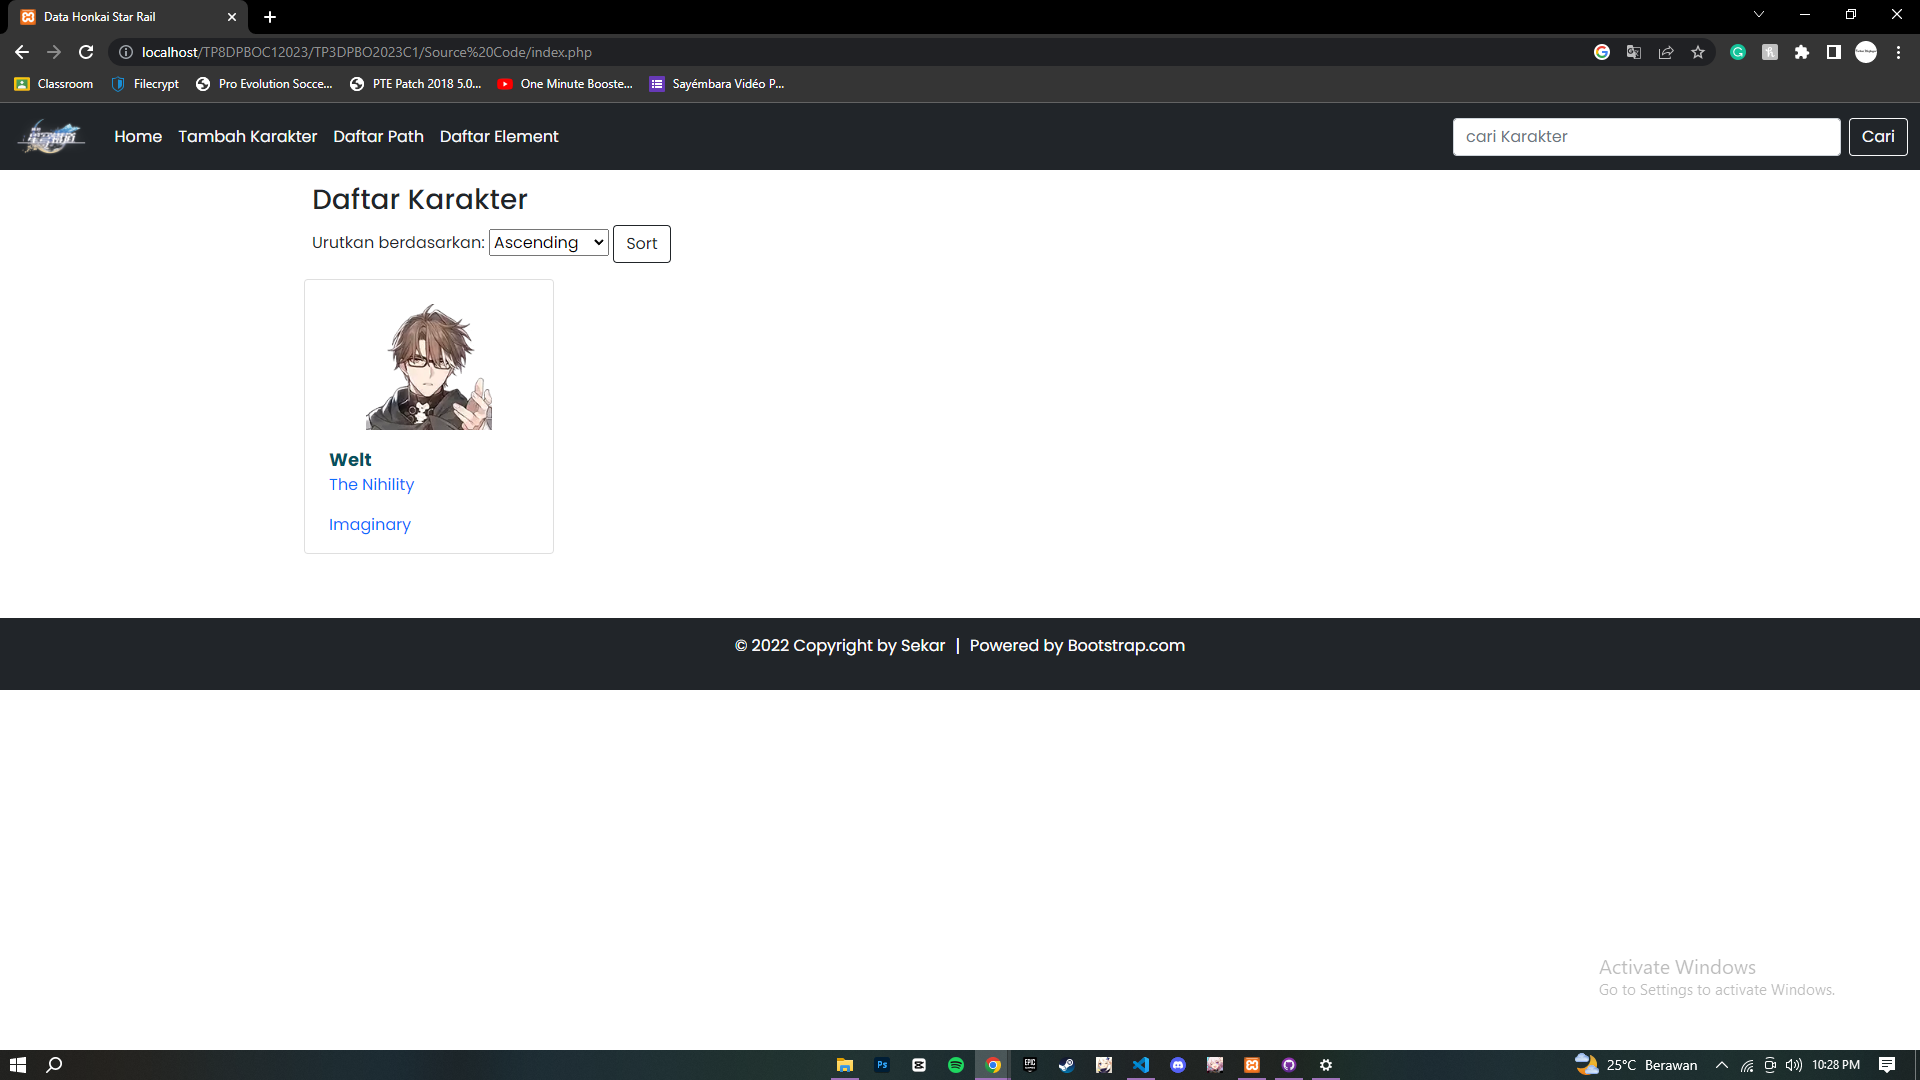 Data Honkai Star Rail
localhost/TP8DPBOC12023/TP3DPBO2023C1/Source%20Code/index.php
Classroom Filecrypt Pro Evolution Socce... PTE Patch 2018 5.0... One Minute Booste... Sayémbara Vidéo P...
Home Tambah Karakter Daftar Path Daftar Element cari Karakter Cari
Daftar Karakter
Urutkan berdasarkan: Ascending Sort
Welt
The Nihility
Imaginary
© 2022 Copyright by Sekar | Powered by Bootstrap.com
Activate Windows
Go to Settings to activate Windows.
Ps EPIC 25°C Berawan 10:28 PM